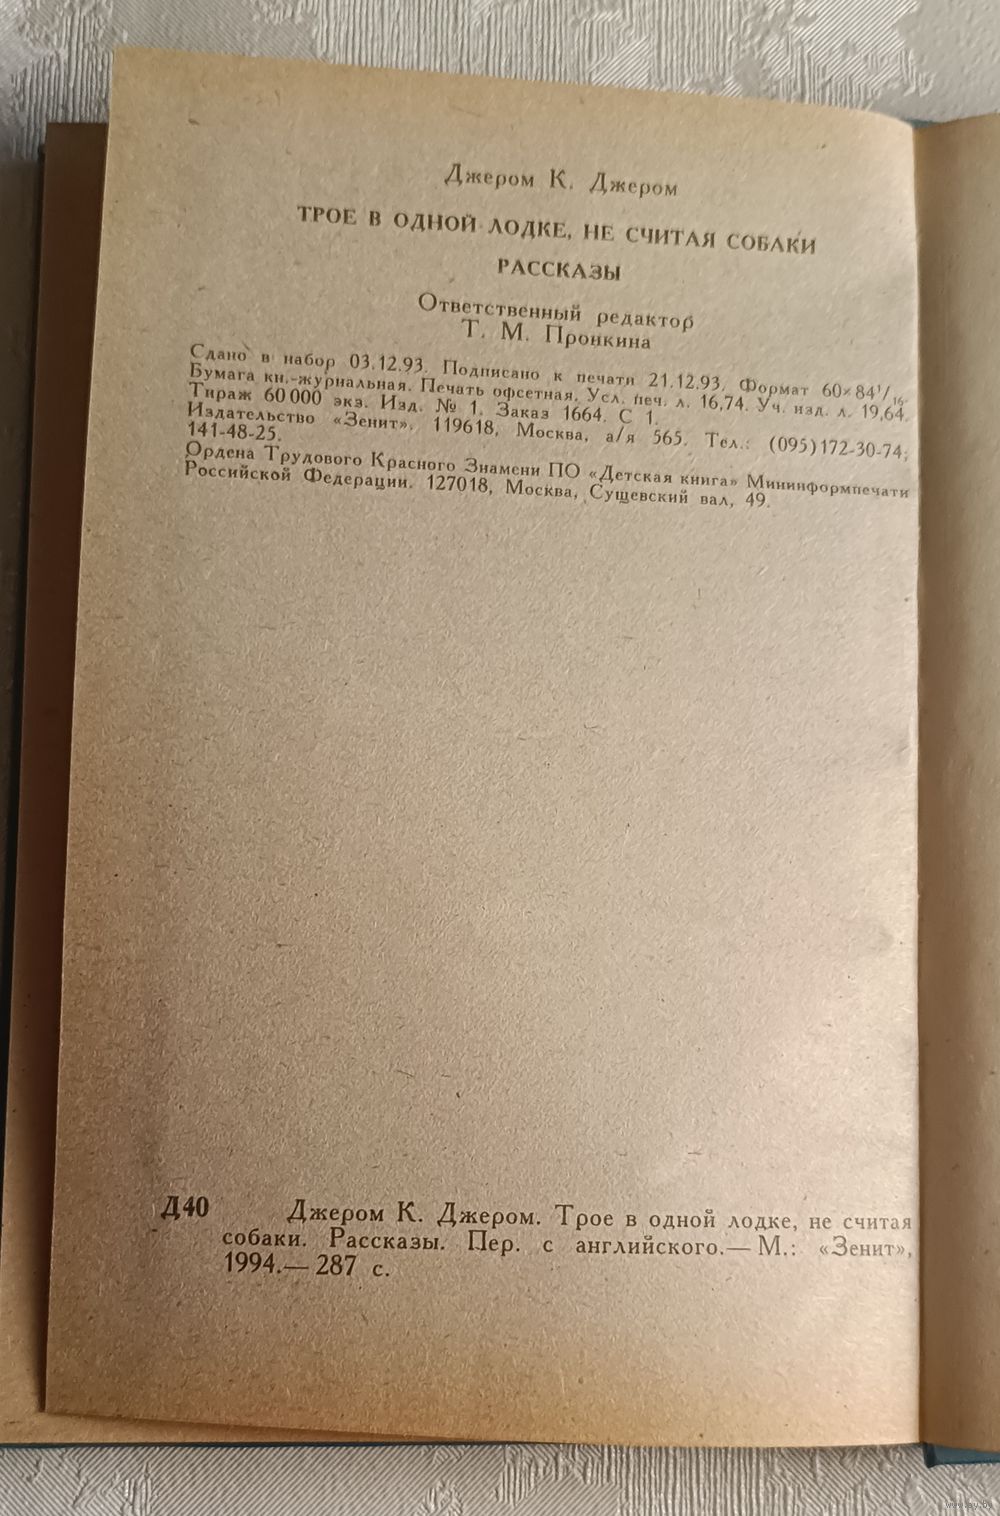 Джером К. Джером
ТРОЕ В ОДНОЙ ЛОДКЕ, НЕ СЧИТАЯ СОБАКИ
РАССКАЗЫ
Ответственный редактор
Т. М. Пронкина
Сдано в набор 03.12.93. Подписано к печати 21.12.93. Формат 60×84¹/₁₆.
Бумага кн.-журнальная. Печать офсетная. Усл. печ. л. 16,74. Уч. изд. л. 19,64.
Тираж 60 000 экз. Изд. № 1. Заказ 1664. С 1.
Издательство «Зенит». 119618, Москва, а/я 565. Тел.: (095)172-30-74;
141-48-25.
Ордена Трудового Красного Знамени ПО «Детская книга» Мининформпечати
Российской Федерации. 127018, Москва, Сущевский вал, 49.
Д40 Джером К. Джером. Трое в одной лодке, не считая
собаки. Рассказы. Пер. с английского.— М.: «Зенит»,
1994.— 287 с.